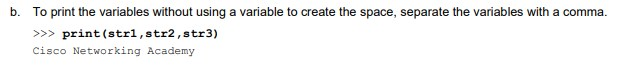 b. To print the variables without using a variable to create the space, separate the variables with a comma.
>>> print(str1,str2,str3)
Cisco Networking Academy